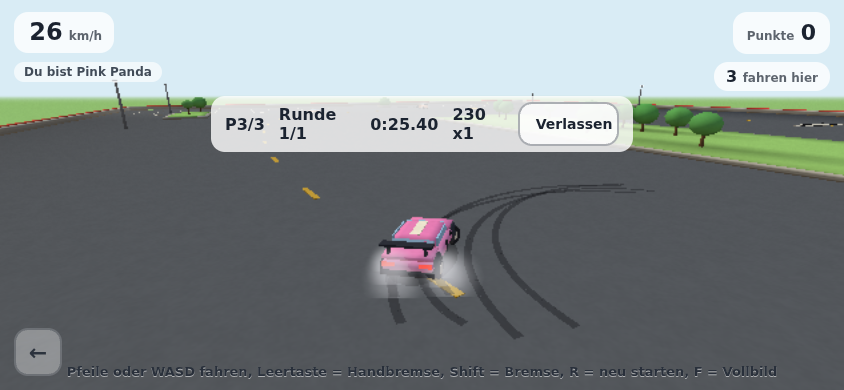 26 km/h
Punkte 0
Du bist Pink Panda
3 fahren hier
P3/3
Runde
1/1
0:25.40
230
x1
Verlassen
←
Pfeile oder WASD fahren, Leertaste = Handbremse, Shift = Bremse, R = neu starten, F = Vollbild